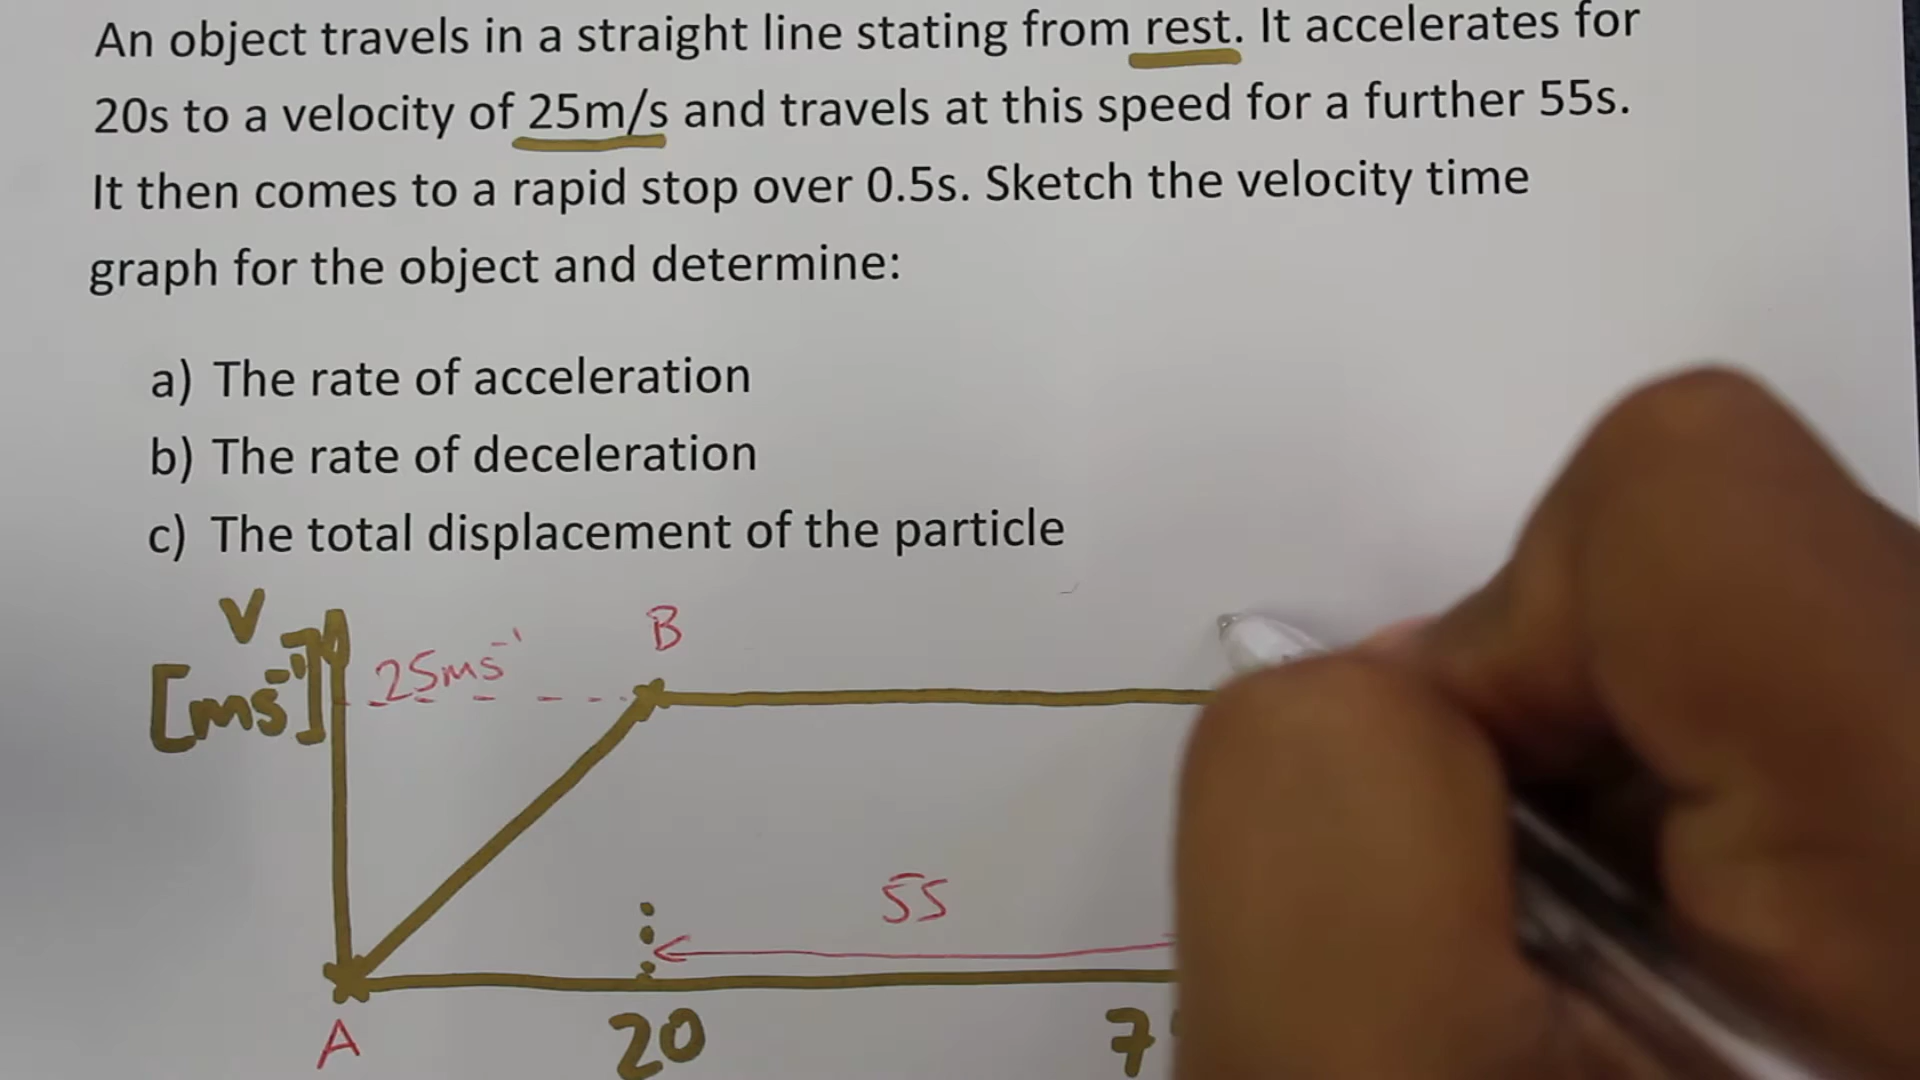 An object travels in a straight line stating from rest. It accelerates for
20s to a velocity of 25m/s and travels at this speed for a further 55s.
It then comes to a rapid stop over 0.5s. Sketch the velocity time
graph for the object and determine:
a) The rate of acceleration
b) The rate of deceleration
c) The total displacement of the particle
V
[ms⁻¹]
25ms⁻¹
B
55
A
20
7